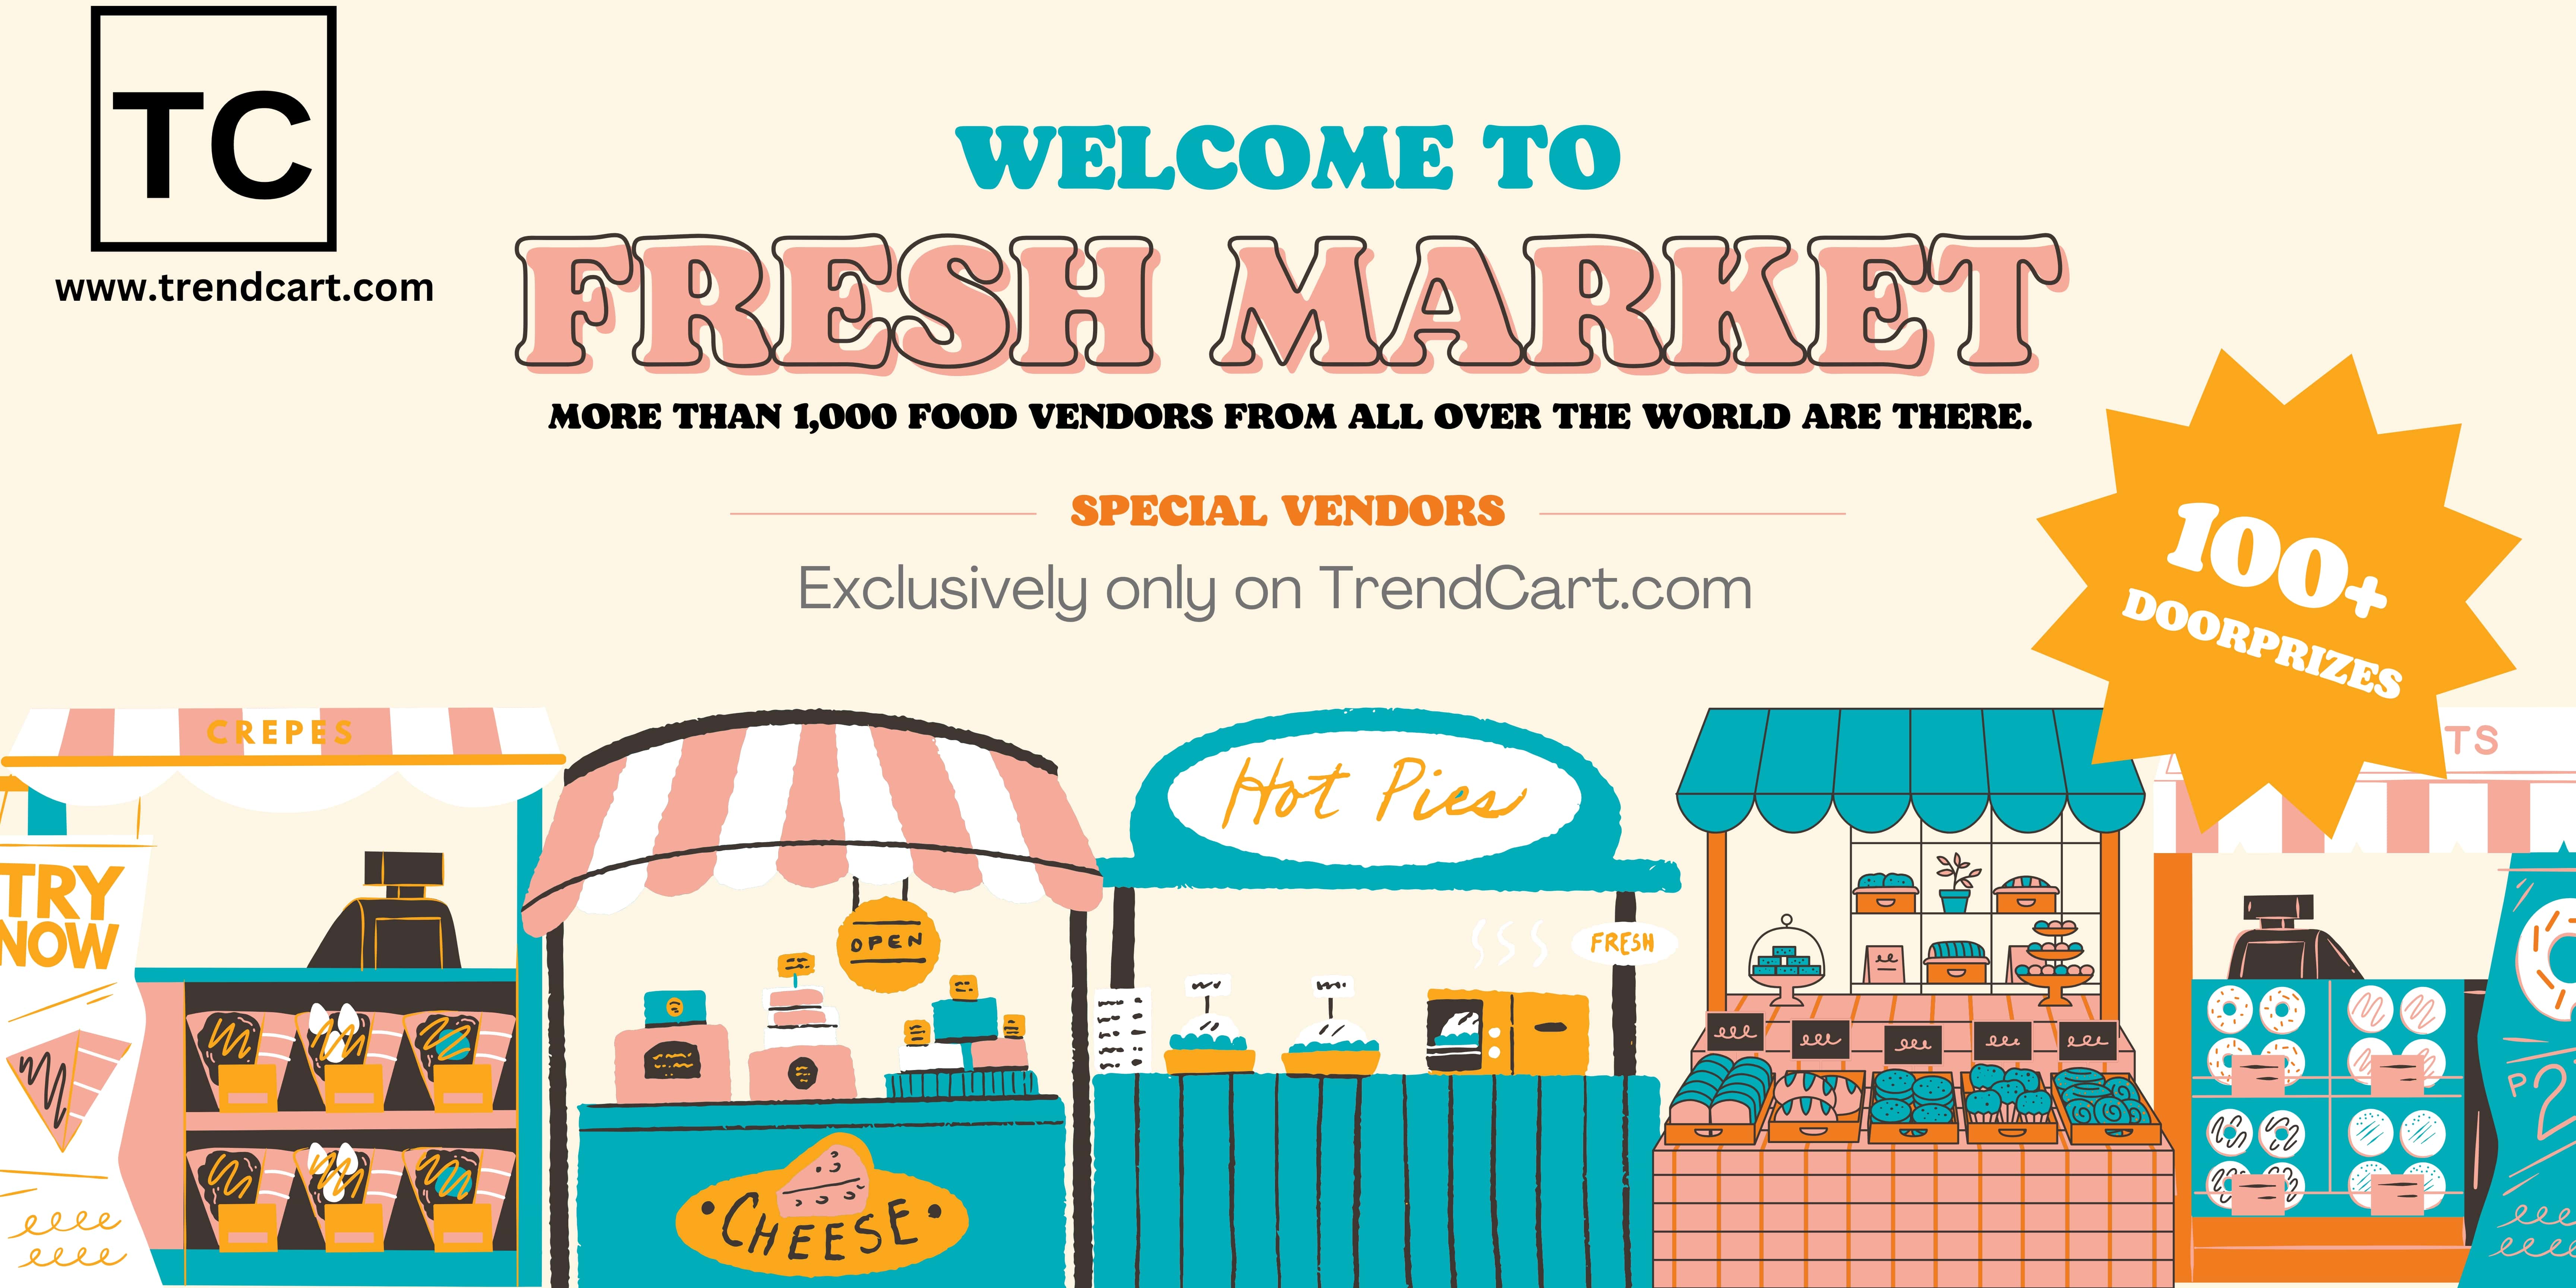 TC
www.trendcart.com
WELCOME TO
FRESH MARKET
MORE THAN 1,000 FOOD VENDORS FROM ALL OVER THE WORLD ARE THERE.
SPECIAL VENDORS
Exclusively only on TrendCart.com
100+
DOORPRIZES
CREPES
TS
Hot Pies
TRY
NOW
OPEN
FRESH
P2
CHEESE